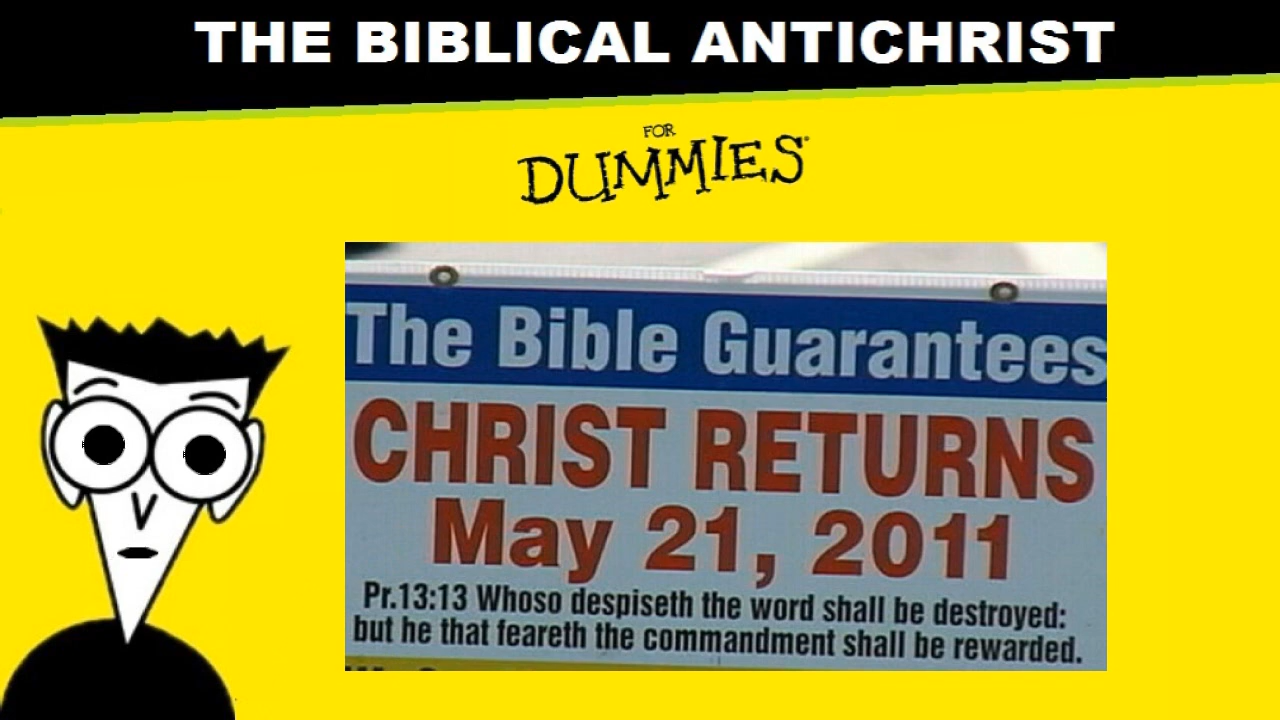 THE BIBLICAL ANTICHRIST
FOR
DUMMIES
The Bible Guarantees
CHRIST RETURNS
May 21, 2011
Pr.13:13 Whoso despiseth the word shall be destroyed:
but he that feareth the commandment shall be rewarded.